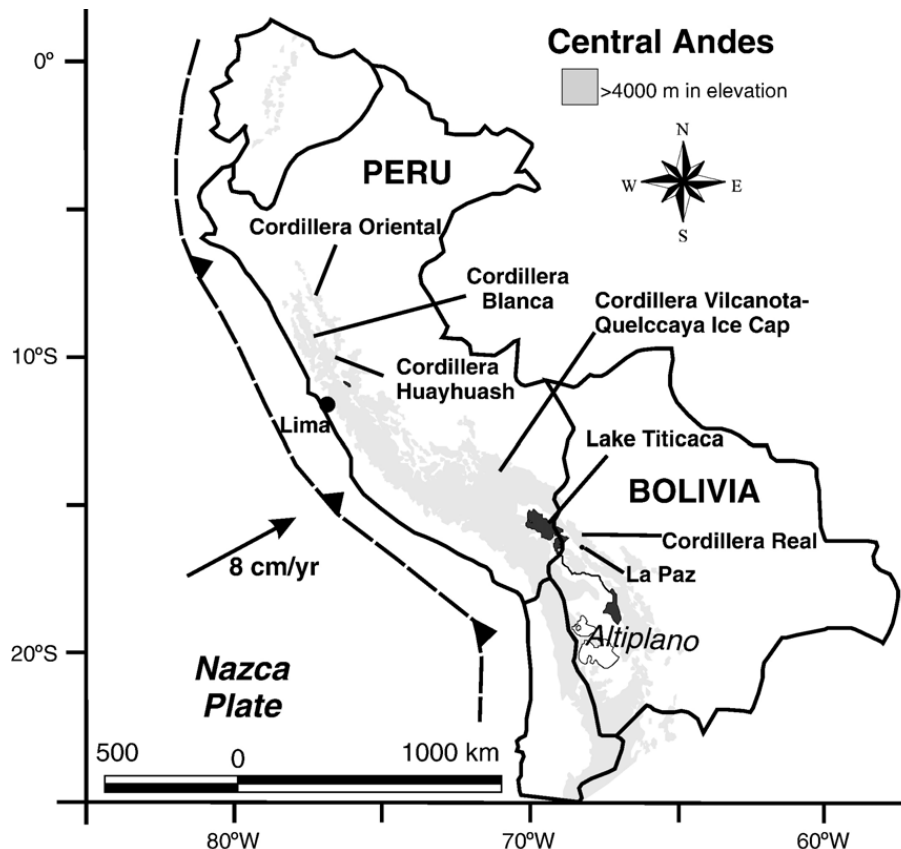 Central Andes
>4000 m in elevation
0º
N
W
E
S
PERU
Cordillera Oriental
Cordillera
Blanca
Cordillera Vilcanota-
Quelccaya Ice Cap
10ºS
Cordillera
Huayhuash
Lima
Lake Titicaca
BOLIVIA
Cordillera Real
8 cm/yr
La Paz
Altiplano
20ºS
Nazca
Plate
500
0
1000 km
80ºW
70ºW
60ºW